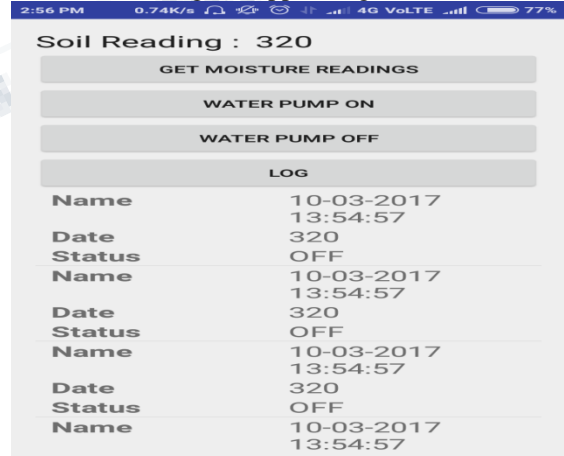 2:56 PM 0.74K/s 4G VoLTE 77%
Soil Reading : 320
GET MOISTURE READINGS
WATER PUMP ON
WATER PUMP OFF
LOG
Name 10-03-2017
13:54:57
Date 320
Status OFF
Name 10-03-2017
13:54:57
Date 320
Status OFF
Name 10-03-2017
13:54:57
Date 320
Status OFF
Name 10-03-2017
13:54:57